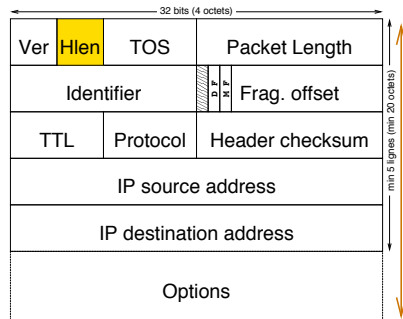 32 bits (4 octets)
Ver Hlen TOS Packet Length
Identifier D F M F Frag. offset
TTL Protocol Header checksum
IP source address
IP destination address
Options
min 5 lignes (min 20 octets)